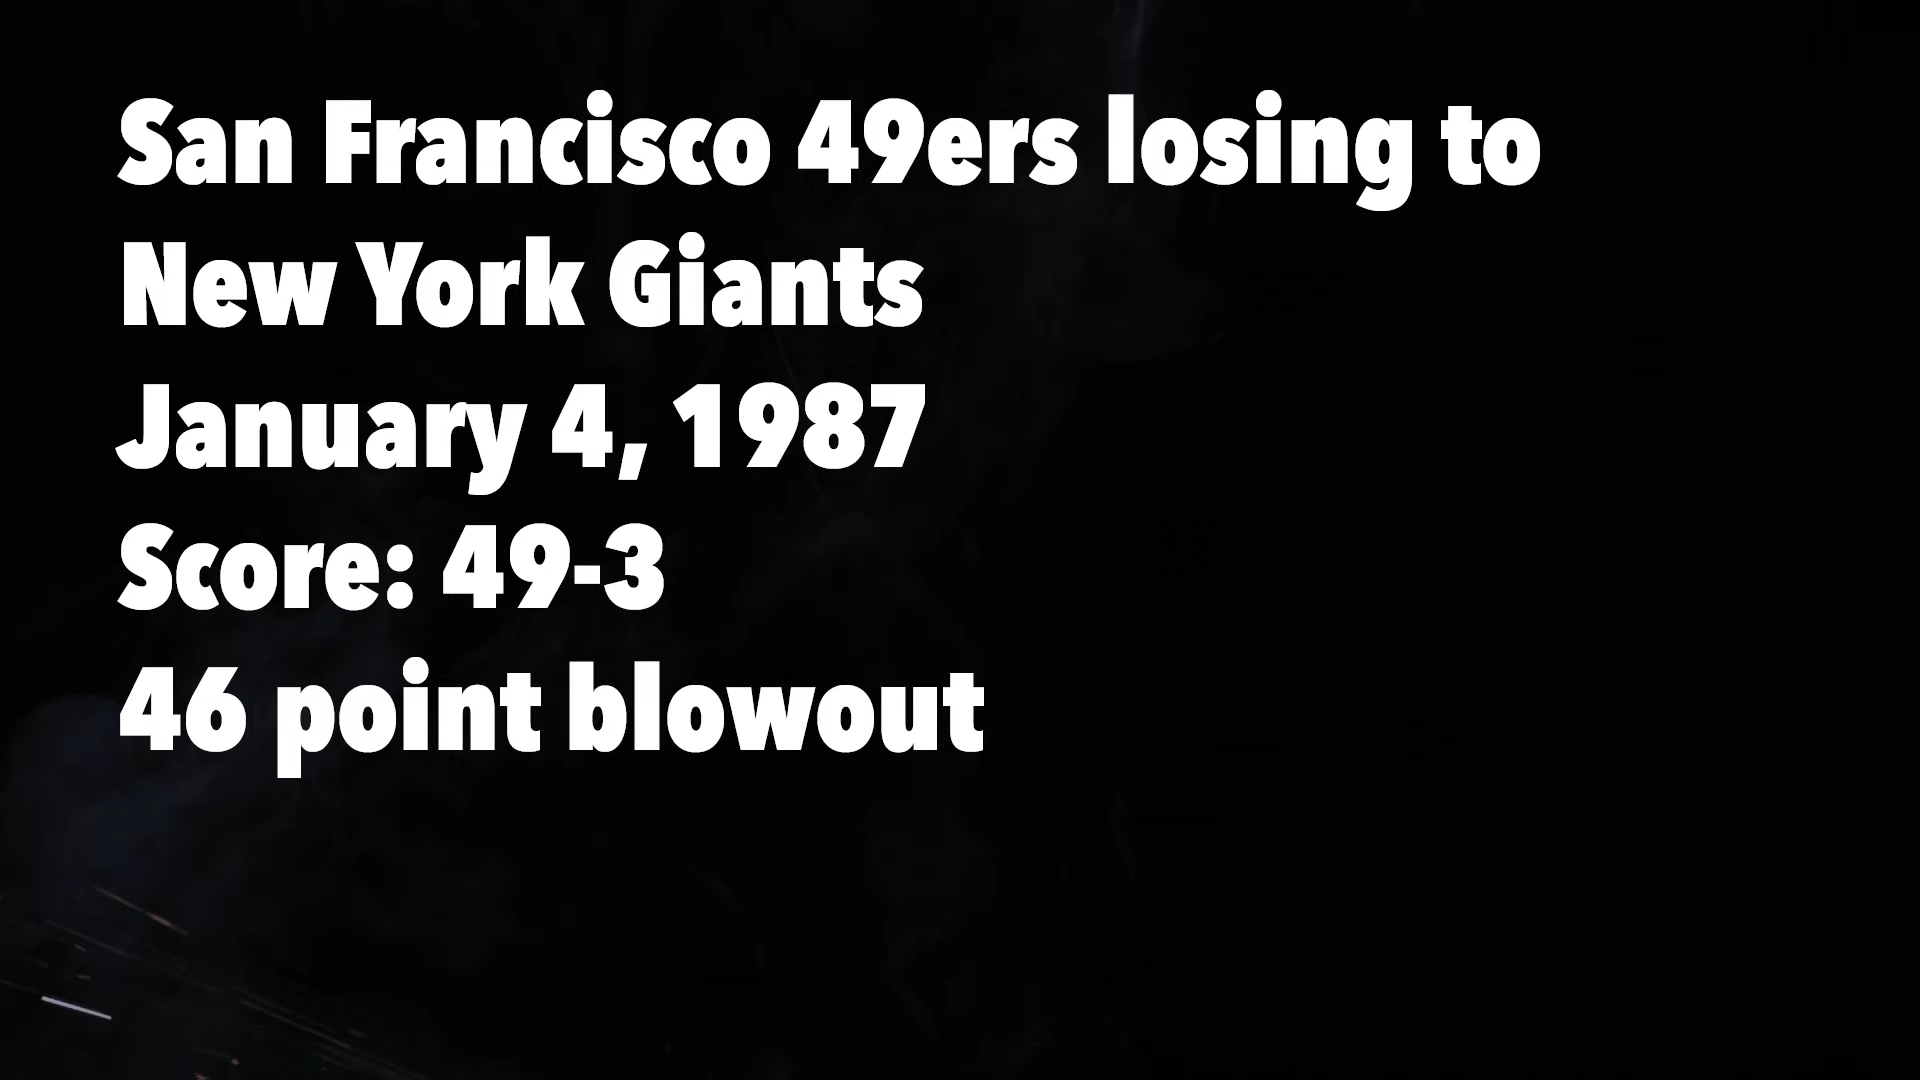 San Francisco 49ers losing to
New York Giants
January 4, 1987
Score: 49-3
46 point blowout